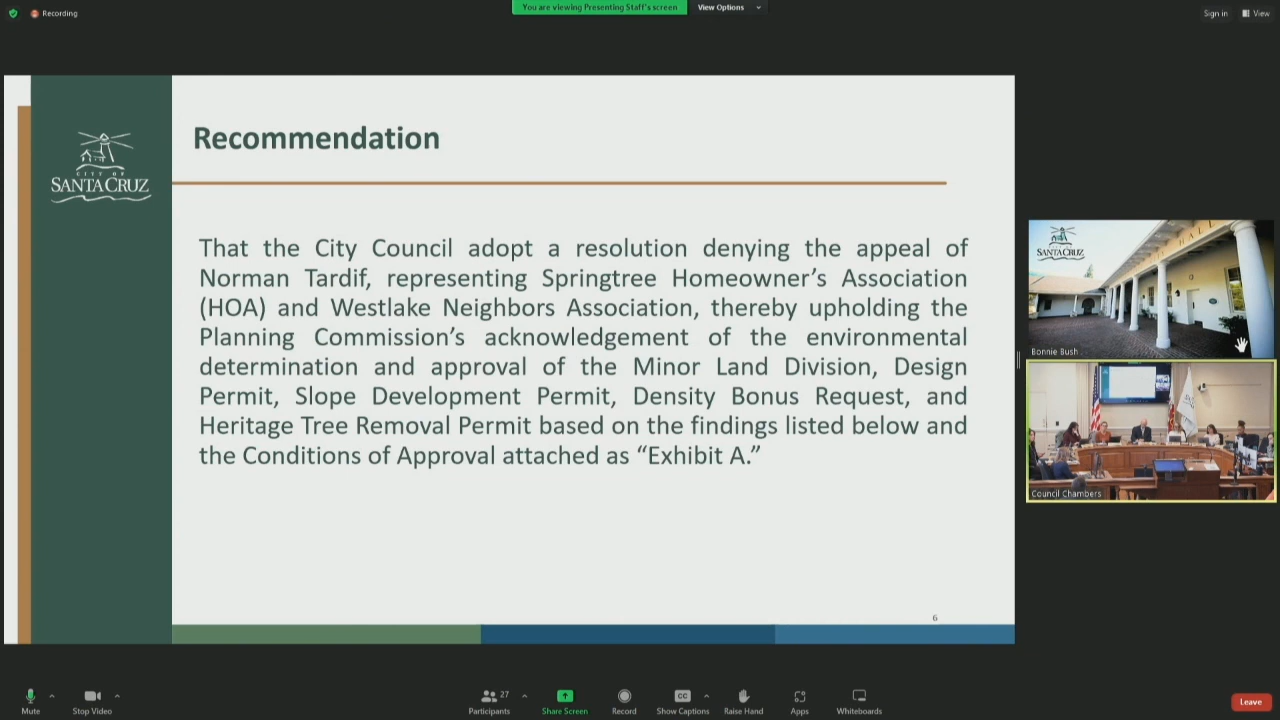 Recording
You are viewing Presenting Staff's screen
View Options
Sign in
View
Recommendation
CITY OF
SANTA CRUZ
That the City Council adopt a resolution denying the appeal of
Norman Tardif, representing Springtree Homeowner's Association
(HOA) and Westlake Neighbors Association, thereby upholding the
Planning Commission's acknowledgement of the environmental
determination and approval of the Minor Land Division, Design
Permit, Slope Development Permit, Density Bonus Request, and
Heritage Tree Removal Permit based on the findings listed below and
the Conditions of Approval attached as “Exhibit A.”
6
SANTA CRUZ
HALL
Bonnie Bush
Council Chambers
Mute
Stop Video
Participants
27
Share Screen
Record
CC
Show Captions
Raise Hand
Apps
Whiteboards
Leave